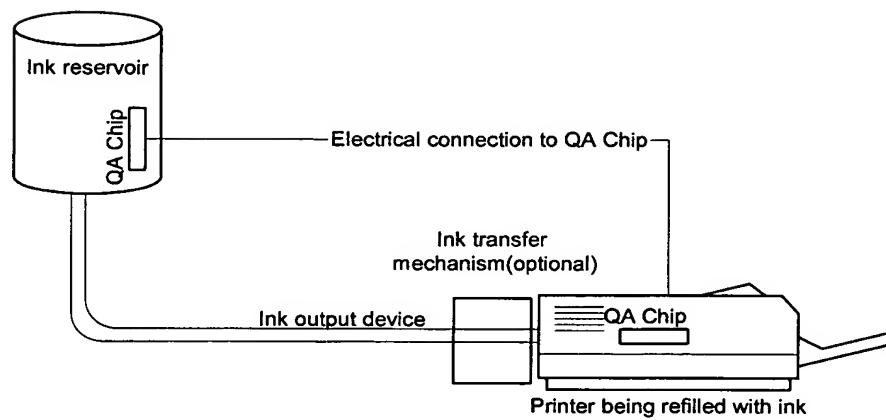 Ink reservoir
QA Chip
Electrical connection to QA Chip
Ink transfer
mechanism(optional)
Ink output device
QA Chip
Printer being refilled with ink